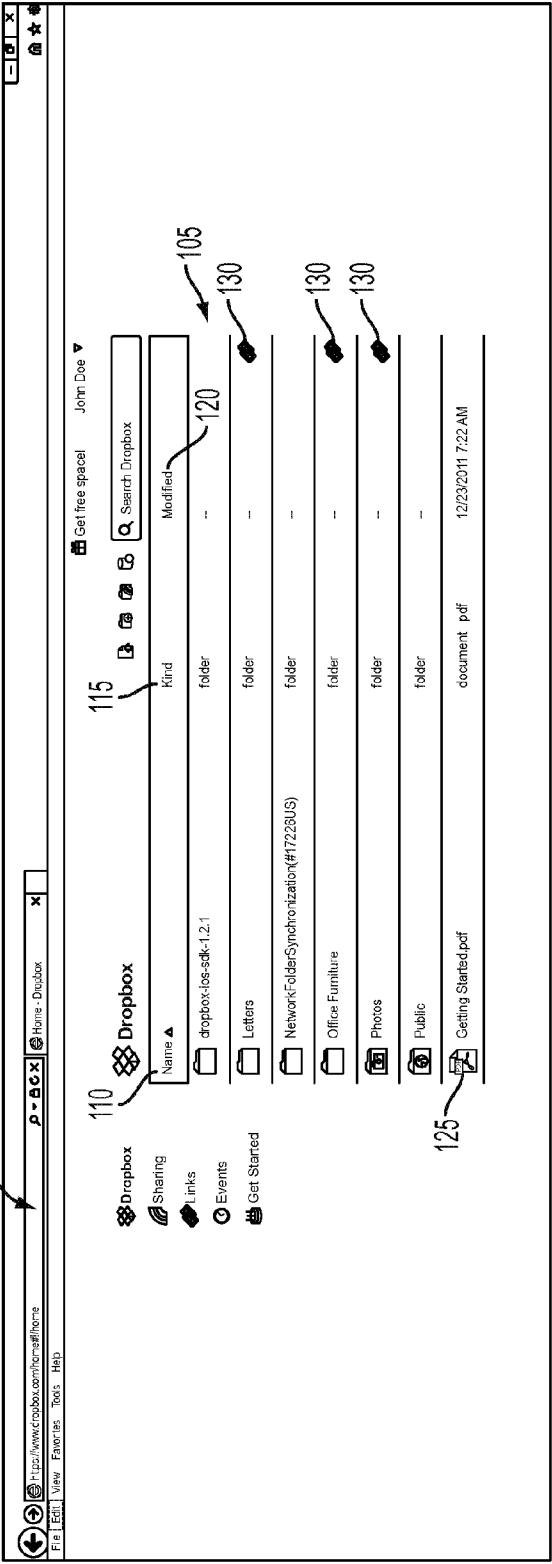 https://www.dropbox.com/home#!/home
Home - Dropbox
File Edit View Favorites Tools Help
Get free space! John Doe
Dropbox
Sharing
Links
Events
Get Started
Dropbox
Search Dropbox
110
115
120
105
Name Kind Modified
dropbox-ios-sdk-1.2.1 folder --
Letters folder --
130
NetworkFolderSynchronization(#17226US) folder --
Office Furniture folder --
130
Photos folder --
130
Public folder --
125
Getting Started.pdf document pdf 12/23/2011 7:22 AM